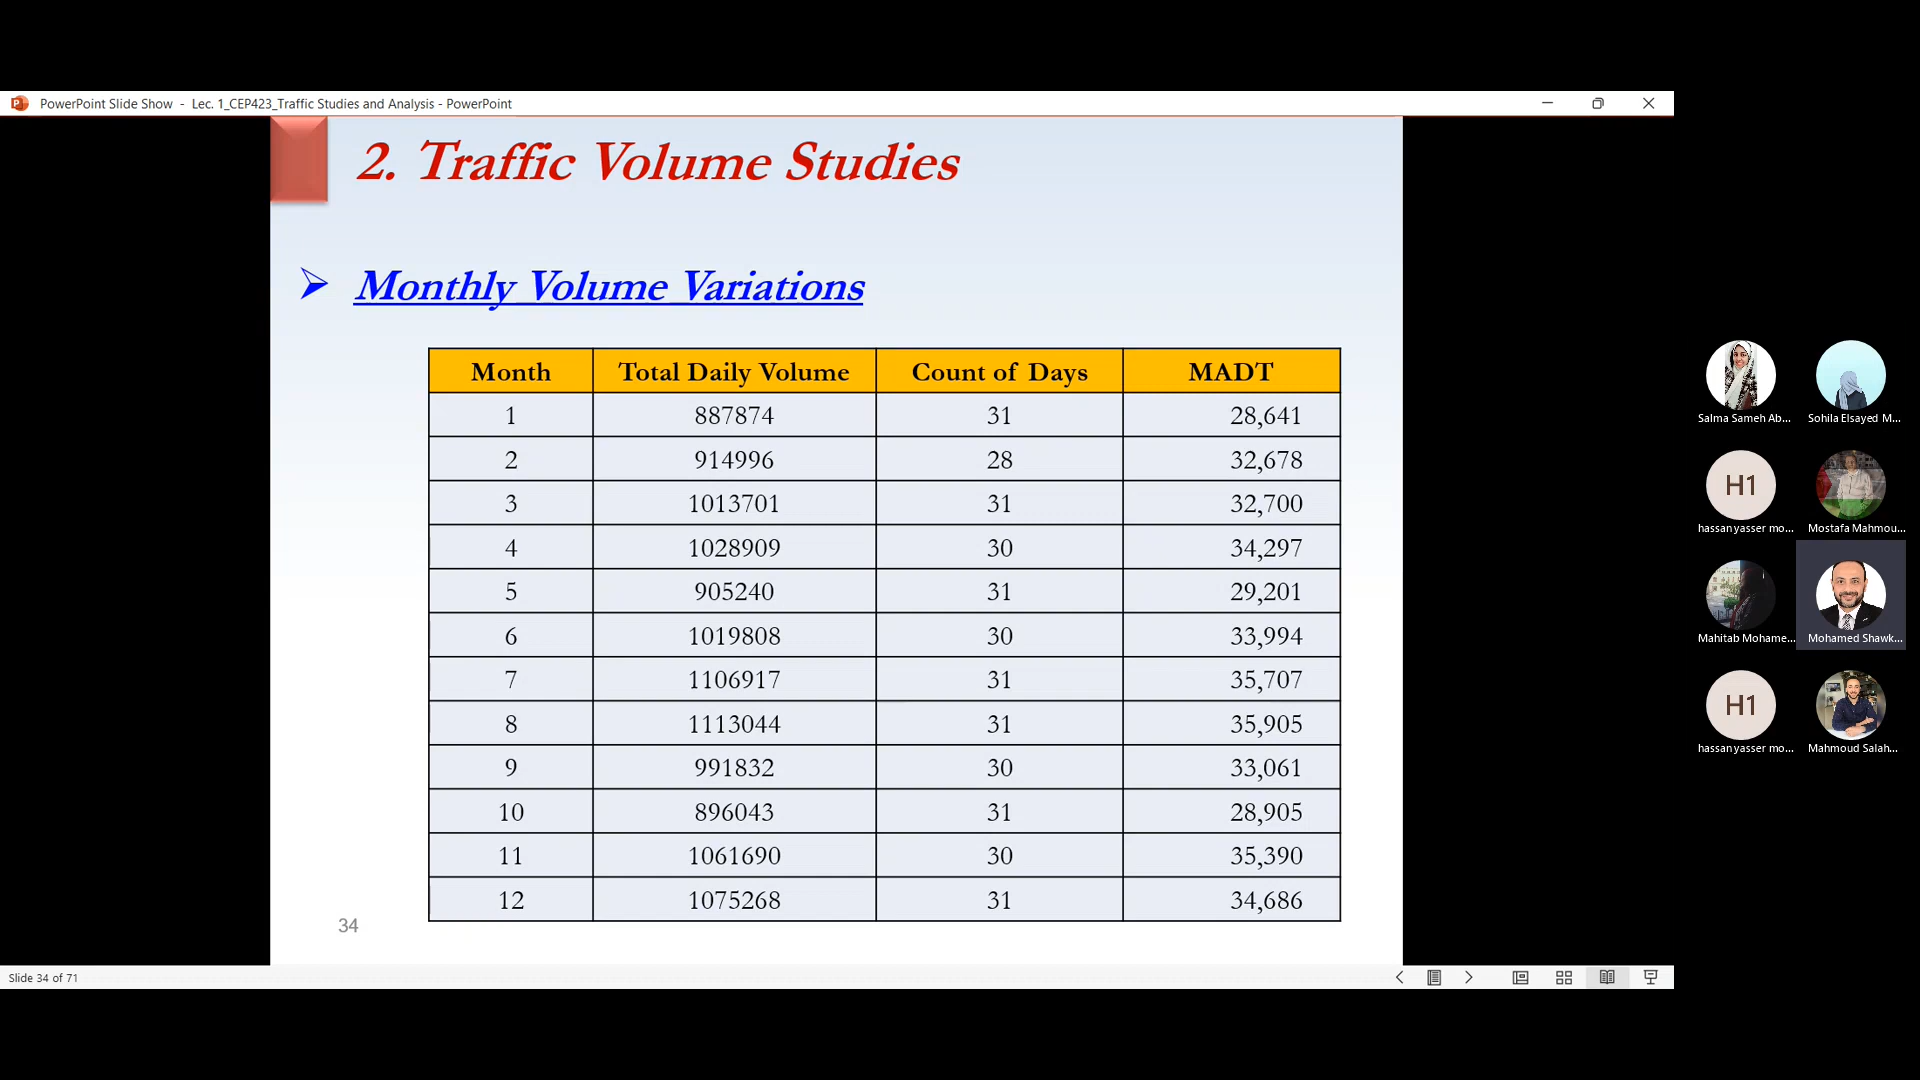 PowerPoint Slide Show - Lec. 1_CEP423_Traffic Studies and Analysis - PowerPoint
2. Traffic Volume Studies
Monthly Volume Variations
Month Total Daily Volume Count of Days MADT
1 887874 31 28,641
2 914996 28 32,678
3 1013701 31 32,700
4 1028909 30 34,297
5 905240 31 29,201
6 1019808 30 33,994
7 1106917 31 35,707
8 1113044 31 35,905
9 991832 30 33,061
10 896043 31 28,905
11 1061690 30 35,390
12 1075268 31 34,686
34
Slide 34 of 71
Salma Sameh Ab... Sohila Elsayed M...
H1
hassan yasser mo... Mostafa Mahmou...
Mahitab Mohame... Mohamed Shawk...
H1
hassan yasser mo... Mahmoud Salah...